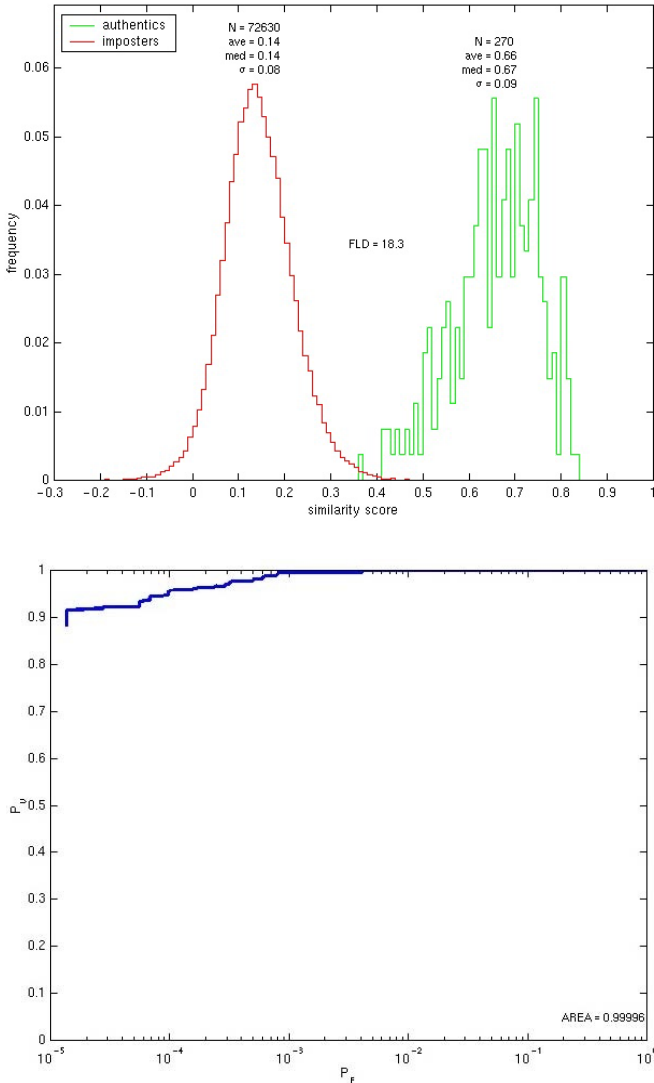 authentics
imposters
N = 72630
ave = 0.14
med = 0.14
σ = 0.08
N = 270
ave = 0.66
med = 0.67
σ = 0.09
FLD = 18.3
0.06
0.05
0.04
0.03
0.02
0.01
0
frequency
−0.3 −0.2 −0.1 0 0.1 0.2 0.3 0.4 0.5 0.6 0.7 0.8 0.9 1
similarity score
1
0.9
0.8
0.7
0.6
0.5
0.4
0.3
0.2
0.1
0
AREA = 0.99996
10⁻⁵ 10⁻⁴ 10⁻³ 10⁻² 10⁻¹ 10⁰